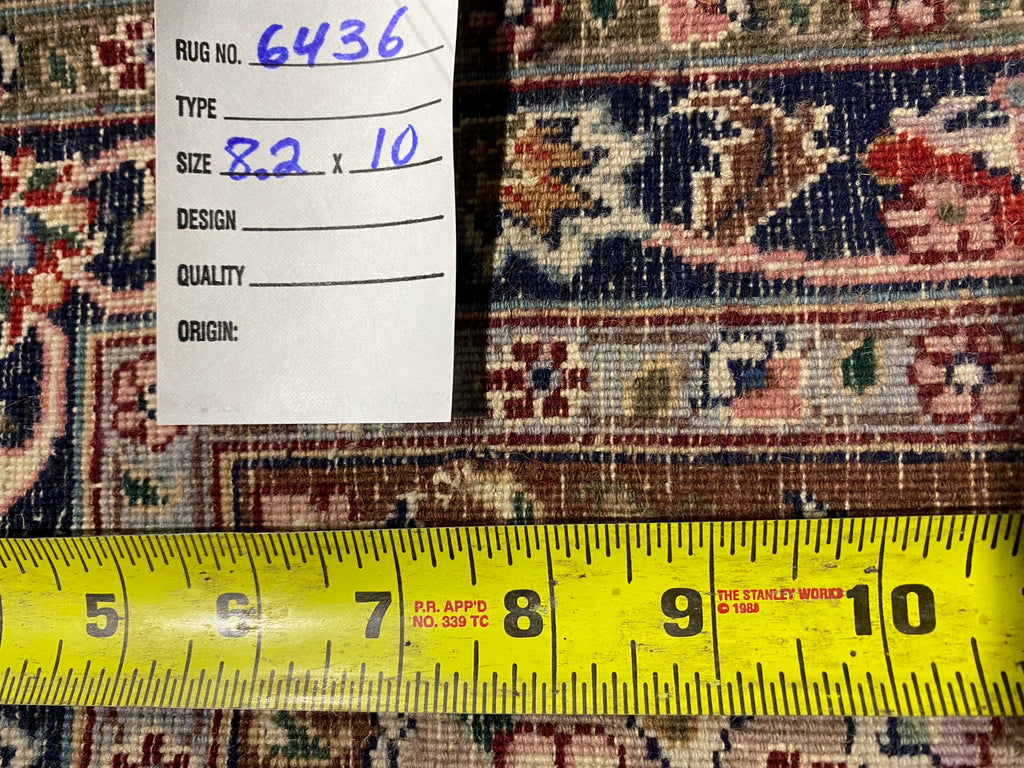 RUG NO. 6436
TYPE
SIZE 8.2 X 10
DESIGN
QUALITY
ORIGIN:
5 6 7 P.R. APP'D 8 9 THE STANLEY WORKS 10
NO. 339 TC © 1988